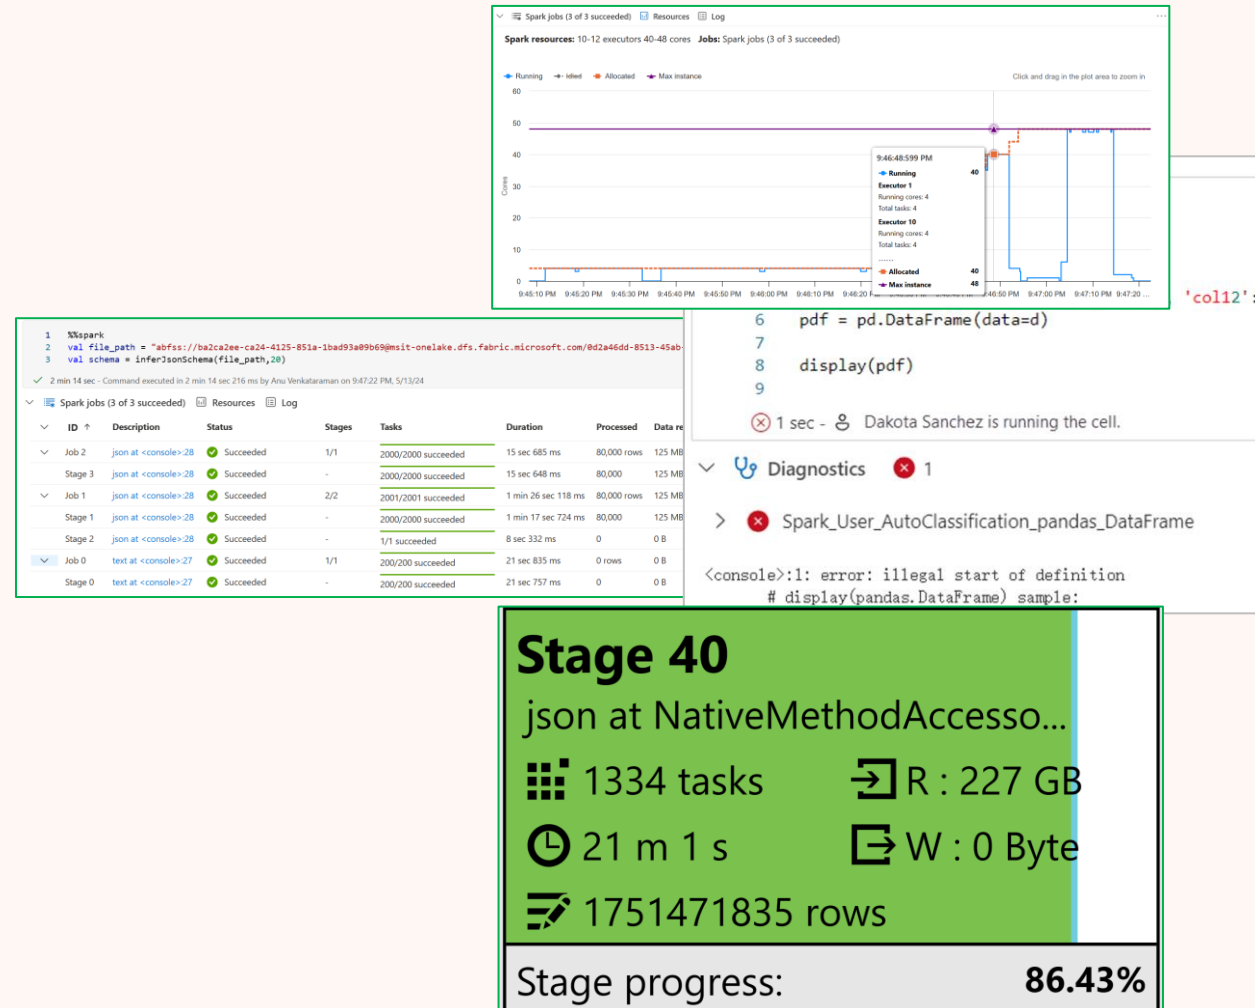 Spark jobs (3 of 3 succeeded) Resources Log
Spark resources: 10-12 executors 40-48 cores Jobs: Spark jobs (3 of 3 succeeded)
Running Idled Allocated Max instance
Click and drag in the plot area to zoom in
60
50
40
30
20
10
0
Cores
9:46:48:599 PM
Running 40
Executor 1
Running cores: 4
Total tasks: 4
Executor 10
Running cores: 4
Total tasks: 4
......
Allocated 40
Max instance 48
9:45:10 PM 9:45:20 PM 9:45:30 PM 9:45:40 PM 9:45:50 PM 9:46:00 PM 9:46:10 PM 9:46:20 9:46:50 PM 9:47:00 PM 9:47:10 PM 9:47:20 ...
1 %%spark
2 val file_path = "abfss://ba2ca2ee-ca24-4125-851a-1bad93a09b69@msit-onelake.dfs.fabric.microsoft.com/0d2a46dd-8513-45ab-
3 val schema = inferJsonSchema(file_path,20)
2 min 14 sec - Command executed in 2 min 14 sec 216 ms by Anu Venkataraman on 9:47:22 PM, 5/13/24
Spark jobs (3 of 3 succeeded) Resources Log
ID ↑ Description Status Stages Tasks Duration Processed Data re
Job 2 json at <console>:28 Succeeded 1/1 2000/2000 succeeded 15 sec 685 ms 80,000 rows 125 MB
Stage 3 json at <console>:28 Succeeded - 2000/2000 succeeded 15 sec 648 ms 80,000 125 MB
Job 1 json at <console>:28 Succeeded 2/2 2001/2001 succeeded 1 min 26 sec 118 ms 80,000 rows 125 MB
Stage 1 json at <console>:28 Succeeded - 2000/2000 succeeded 1 min 17 sec 724 ms 80,000 125 MB
Stage 2 json at <console>:28 Succeeded - 1/1 succeeded 8 sec 332 ms 0 0 B
Job 0 text at <console>:27 Succeeded 1/1 200/200 succeeded 21 sec 835 ms 0 rows 0 B
Stage 0 text at <console>:27 Succeeded - 200/200 succeeded 21 sec 757 ms 0 0 B
'col12':
6 pdf = pd.DataFrame(data=d)
7
8 display(pdf)
9
1 sec - Dakota Sanchez is running the cell.
Diagnostics 1
Spark_User_AutoClassification_pandas_DataFrame
<console>:1: error: illegal start of definition
# display(pandas.DataFrame) sample:
Stage 40
json at NativeMethodAccesso...
1334 tasks R : 227 GB
21 m 1 s W : 0 Byte
1751471835 rows
Stage progress: 86.43%